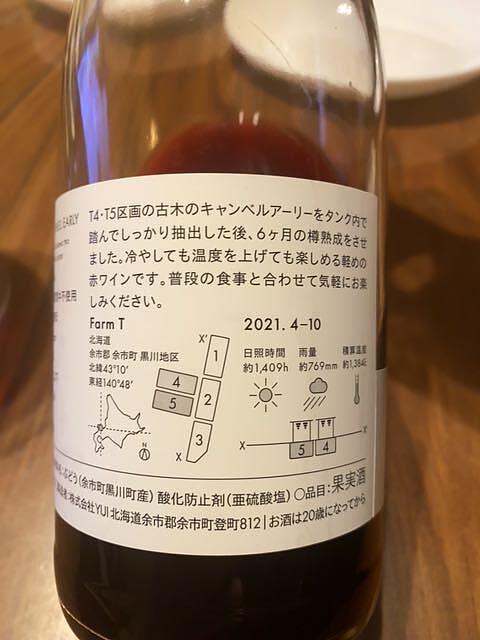 EARLY
T4・T5区画の古木のキャンベルアーリーをタンク内で
踏んでしっかり抽出した後、6ヶ月の樽熟成をさせ
ました。冷やしても温度を上げても楽しめる軽めの
赤ワインです。普段の食事と合わせて気軽にお楽
しみください。
Farm T
北海道
余市郡 余市町 黒川地区
北緯43°10′
東経140°48′
N
X′
1
4
2
5
3
X
2021. 4–10
日照時間 雨量 積算温度
約1,409h 約769mm 約1,384℃
X
5 4
ぶどう(余市町黒川町産) 酸化防止剤(亜硫酸塩) ○品目:果実酒
株式会社YUI 北海道余市郡余市町登町812 | お酒は20歳になってから